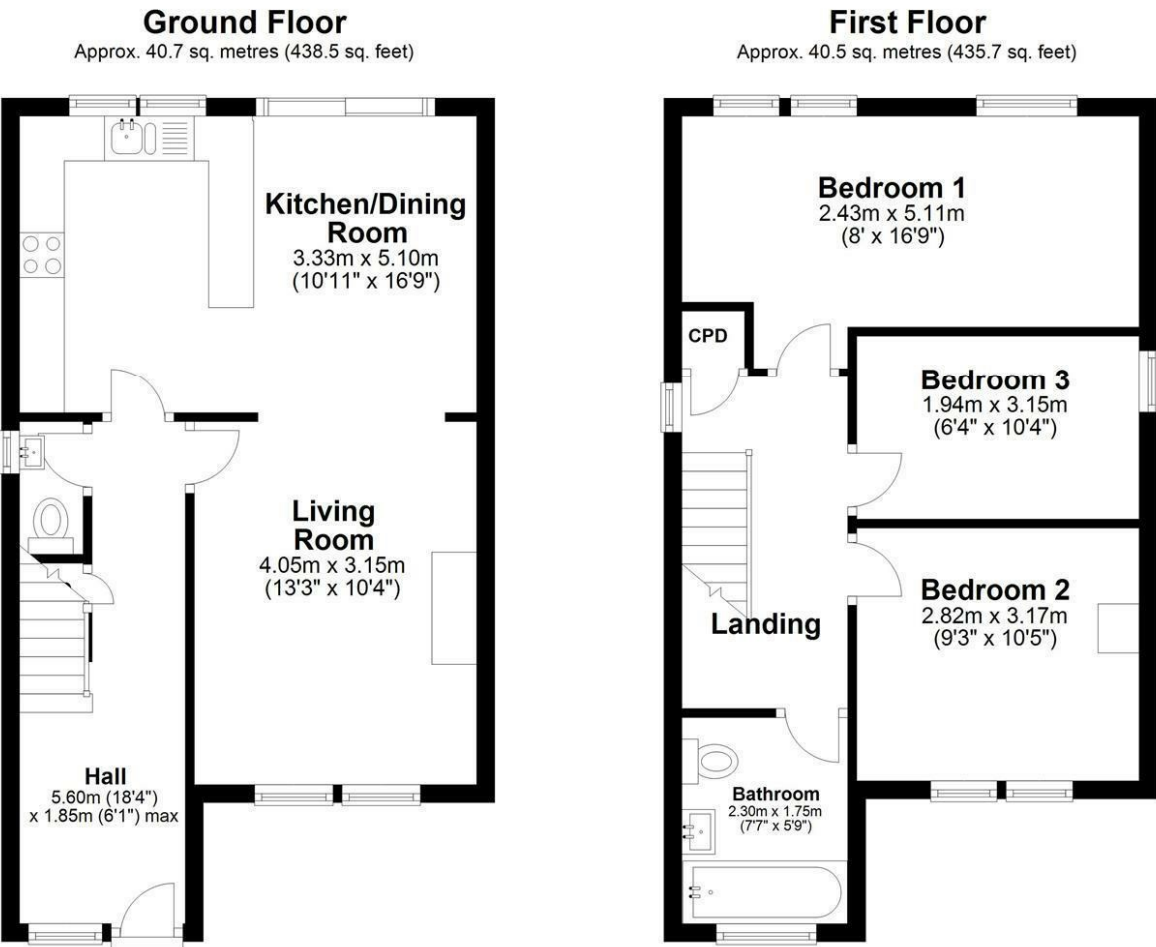 Ground Floor
Approx. 40.7 sq. metres (438.5 sq. feet)
Kitchen/Dining
Room
3.33m x 5.10m
(10'11" x 16'9")
Living
Room
4.05m x 3.15m
(13'3" x 10'4")
Hall
5.60m (18'4")
x 1.85m (6'1") max
First Floor
Approx. 40.5 sq. metres (435.7 sq. feet)
Bedroom 1
2.43m x 5.11m
(8' x 16'9")
CPD
Bedroom 3
1.94m x 3.15m
(6'4" x 10'4")
Bedroom 2
2.82m x 3.17m
(9'3" x 10'5")
Landing
Bathroom
2.30m x 1.75m
(7'7" x 5'9")